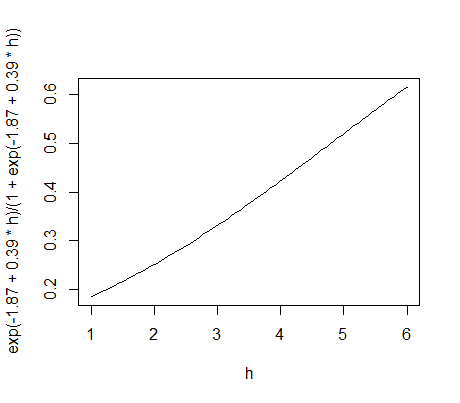 exp(-1.87 + 0.39 * h)/(1 + exp(-1.87 + 0.39 * h))
0.6
0.5
0.4
0.3
0.2
1 2 3 4 5 6
h